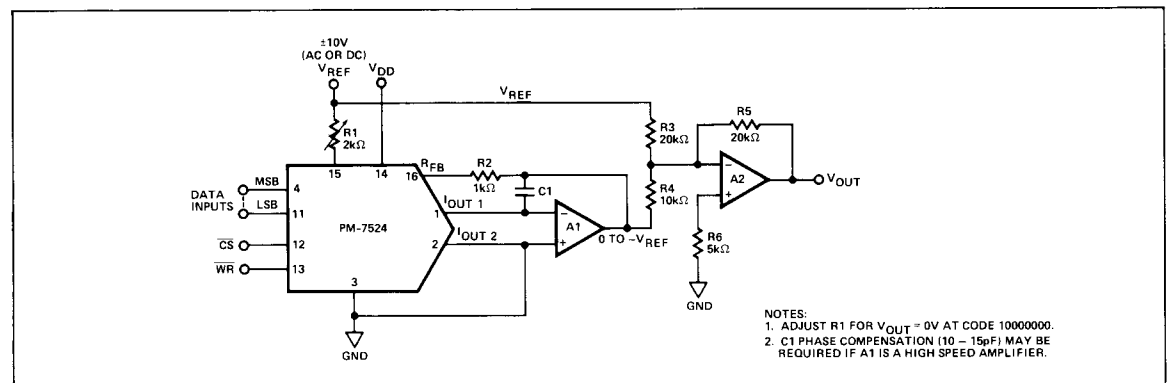 ±10V
(AC OR DC)
VREF
VDD
VREF
R1
2kΩ
R3
20kΩ
R5
20kΩ
15
14
RFB
16
R2
1kΩ
C1
MSB
4
DATA
INPUTS
LSB
11
PM-7524
IOUT 1
1
IOUT 2
2
A1
0 TO -VREF
R4
10kΩ
A2
VOUT
CS
12
WR
13
3
R6
5kΩ
GND
GND
NOTES:
1. ADJUST R1 FOR VOUT = 0V AT CODE 10000000.
2. C1 PHASE COMPENSATION (10 – 15pF) MAY BE
REQUIRED IF A1 IS A HIGH SPEED AMPLIFIER.